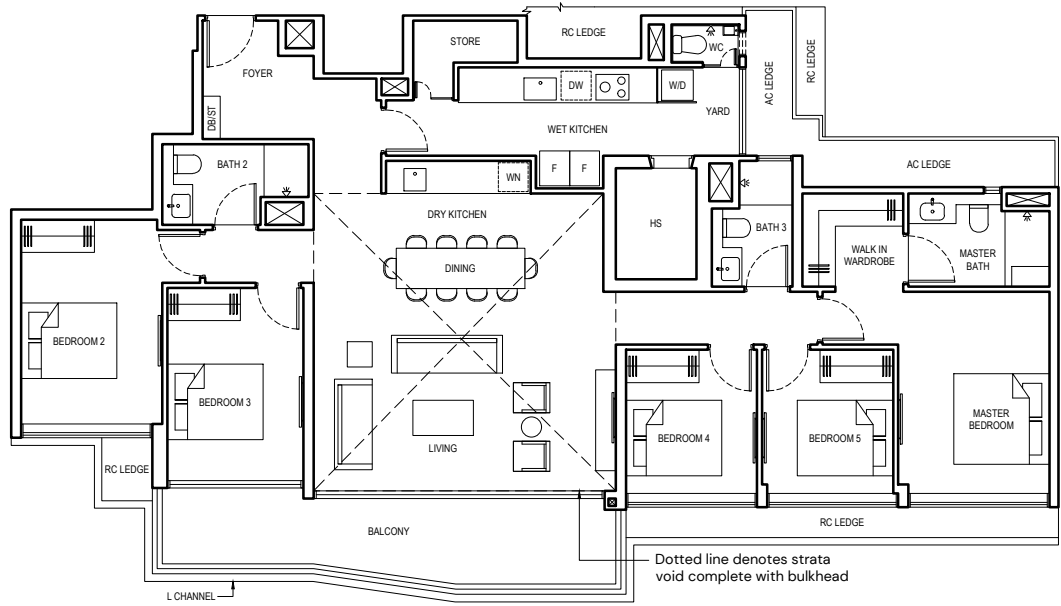 STORE
RC LEDGE
WC
FOYER
DW
W/D
AC LEDGE
RC LEDGE
DB/ST
YARD
WET KITCHEN
BATH 2
WN
F
F
AC LEDGE
DRY KITCHEN
HS
BATH 3
WALK IN
WARDROBE
MASTER
BATH
DINING
BEDROOM 2
BEDROOM 3
LIVING
BEDROOM 4
BEDROOM 5
MASTER
BEDROOM
RC LEDGE
BALCONY
RC LEDGE
Dotted line denotes strata
void complete with bulkhead
L CHANNEL